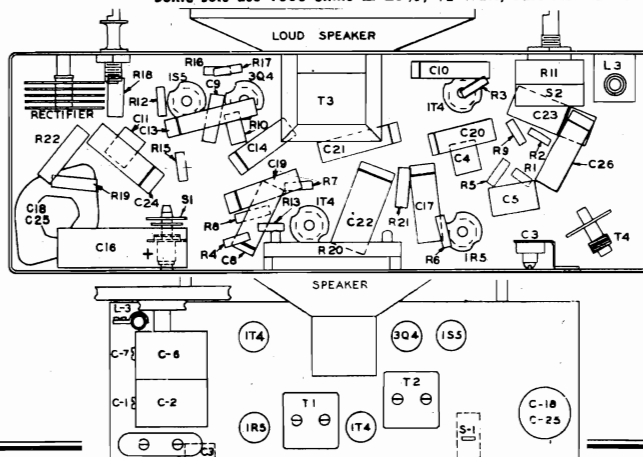 LOUD SPEAKER
R16
R17
C10
R11
L3
R18
R12
1S5
C9
3Q4
T3
1T4
R3
S2
RECTIFIER
C11
C13
R10
C14
C21
C20
C23
R9
R2
R22
R15
C4
C26
R19
C24
C19
R7
R5
R1
C18
C25
S1
R8
R13
1T4
C22
R21
C17
C5
C16
+
R4
C8
R20
R6
1R5
C3
T4
SPEAKER
L-3
1T4
3Q4
1S5
C-7
C-6
T2
C-1
C-2
T1
C-18
C-25
1R5
1T4
S-1
C3